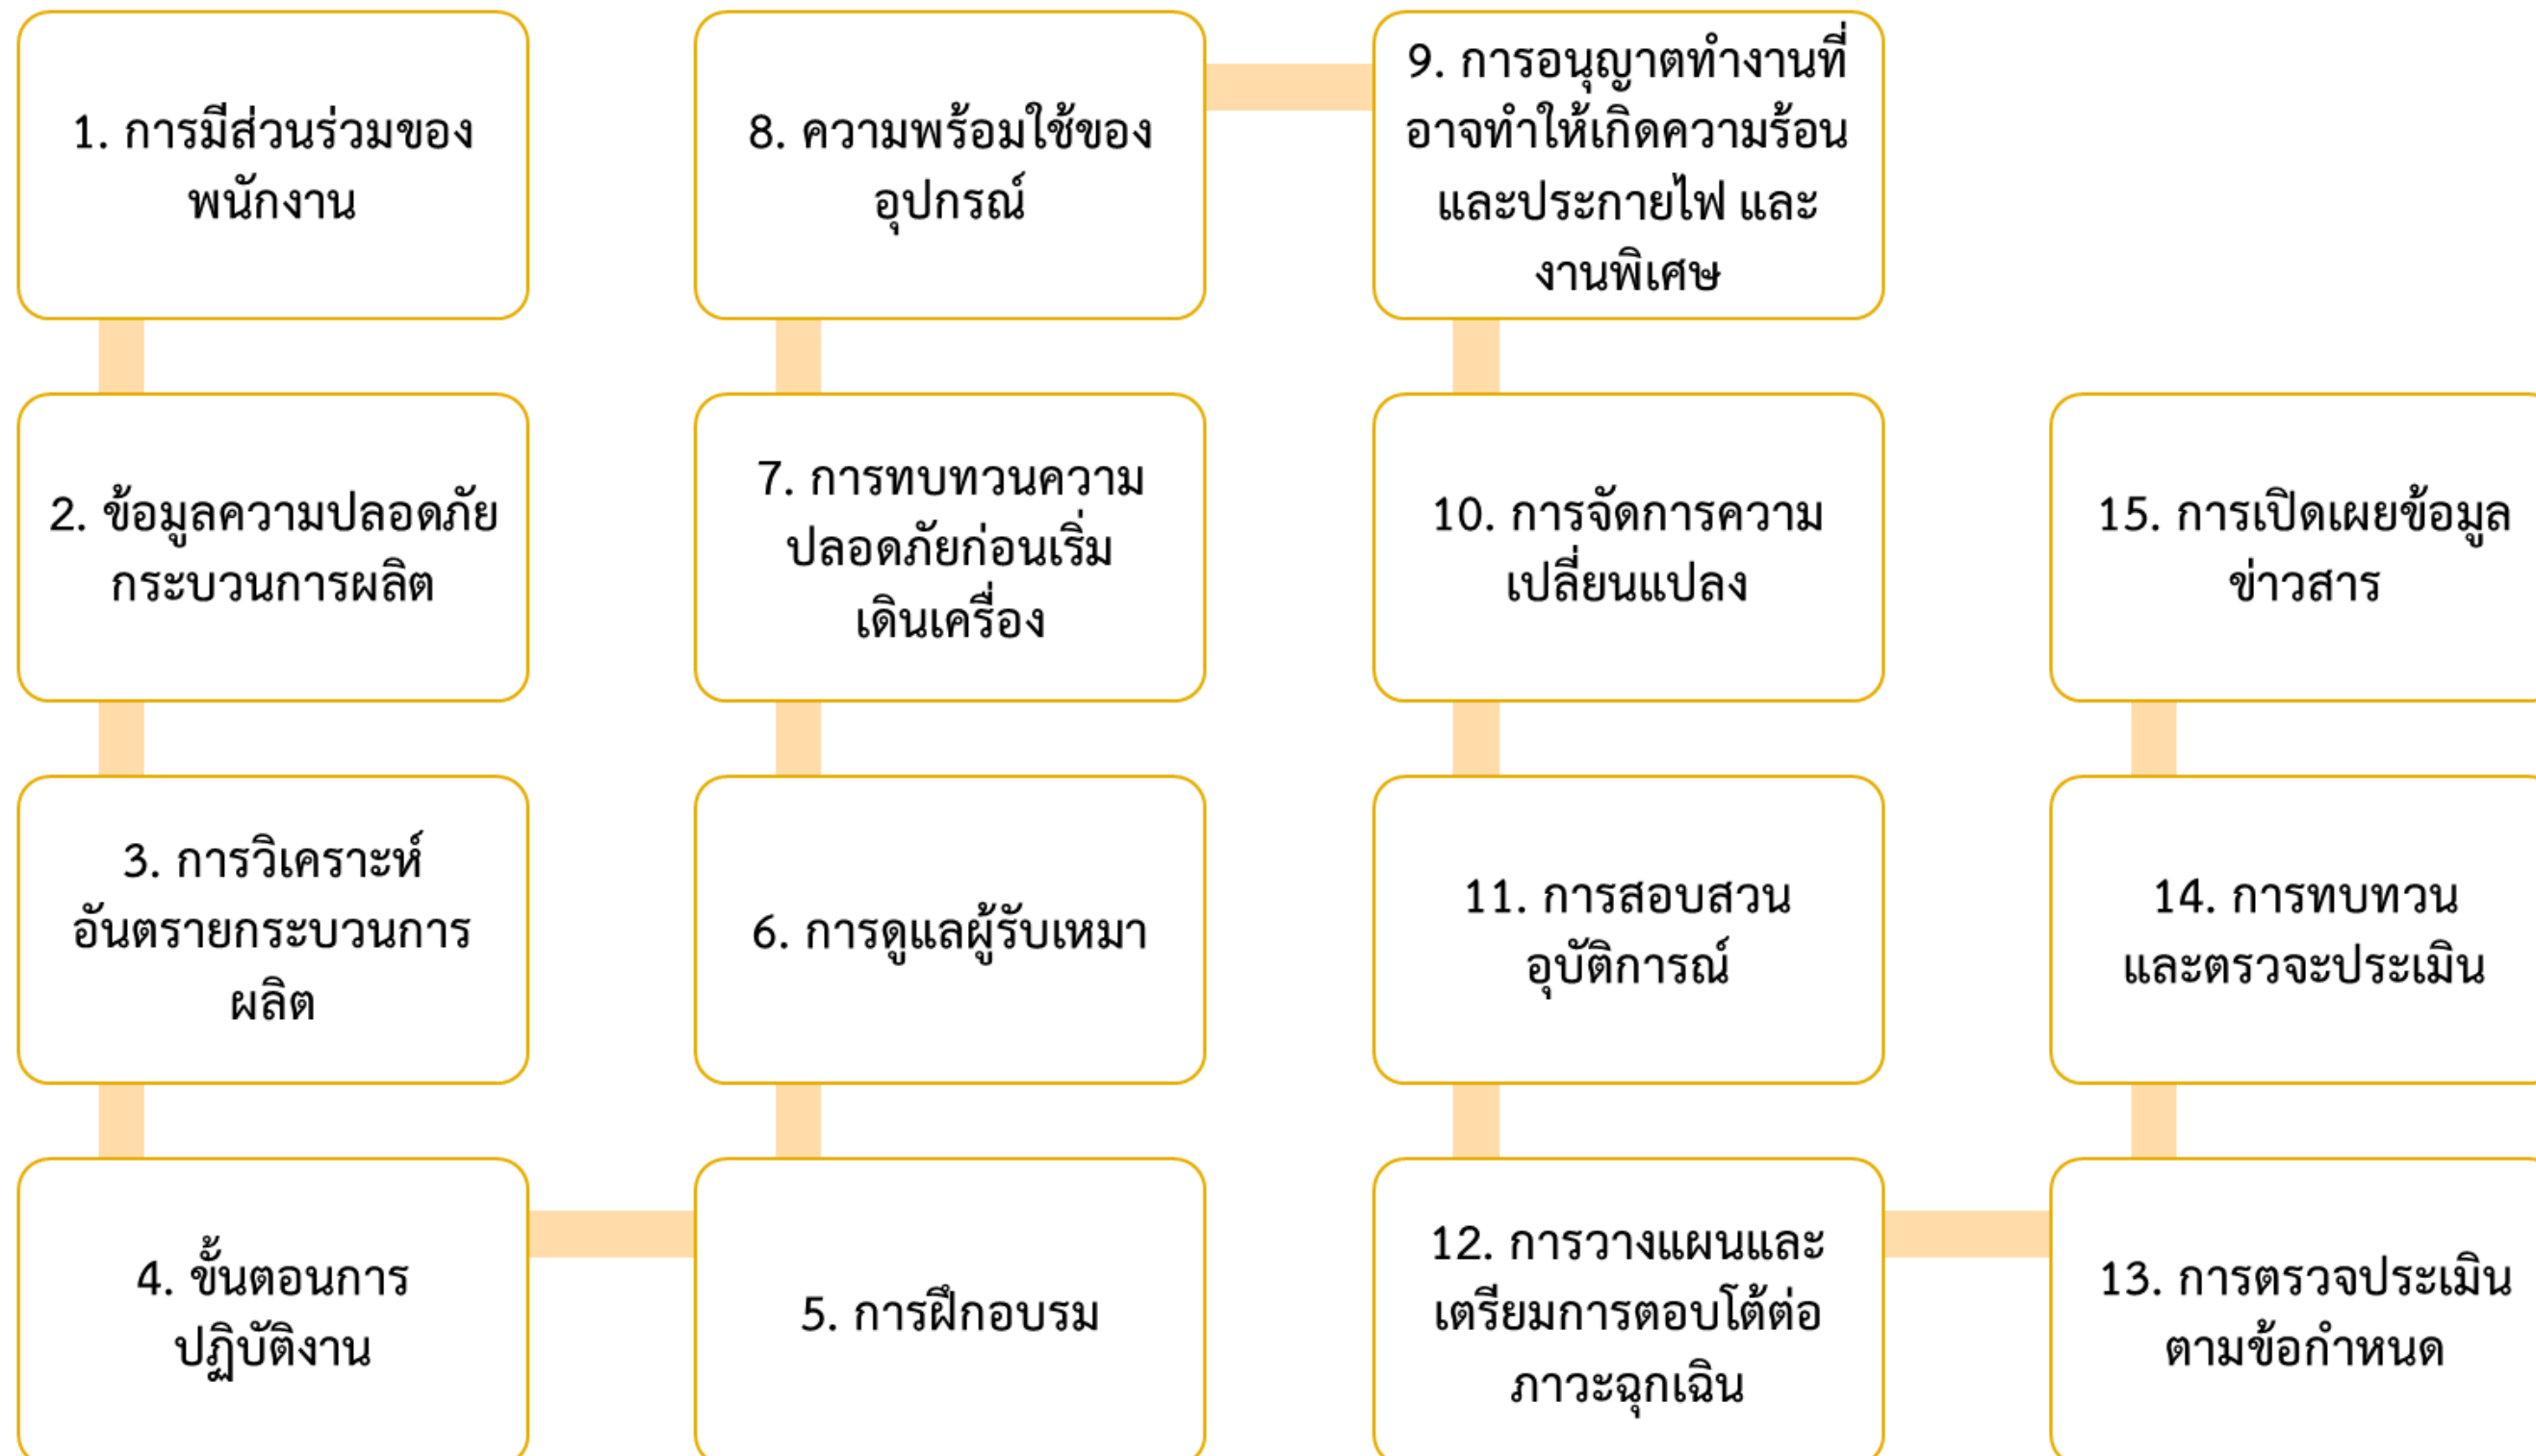 1. การมีส่วนร่วมของ
พนักงาน
2. ข้อมูลความปลอดภัย
กระบวนการผลิต
3. การวิเคราะห์
อันตรายกระบวนการ
ผลิต
4. ขั้นตอนการ
ปฏิบัติงาน
5. การฝึกอบรม
6. การดูแลผู้รับเหมา
7. การทบทวนความ
ปลอดภัยก่อนเริ่ม
เดินเครื่อง
8. ความพร้อมใช้ของ
อุปกรณ์
9. การอนุญาตทำงานที่
อาจทำให้เกิดความร้อน
และประกายไฟ และ
งานพิเศษ
10. การจัดการความ
เปลี่ยนแปลง
11. การสอบสวน
อุบัติการณ์
12. การวางแผนและ
เตรียมการตอบโต้ต่อ
ภาวะฉุกเฉิน
13. การตรวจประเมิน
ตามข้อกำหนด
14. การทบทวน
และตรวจะประเมิน
15. การเปิดเผยข้อมูล
ข่าวสาร